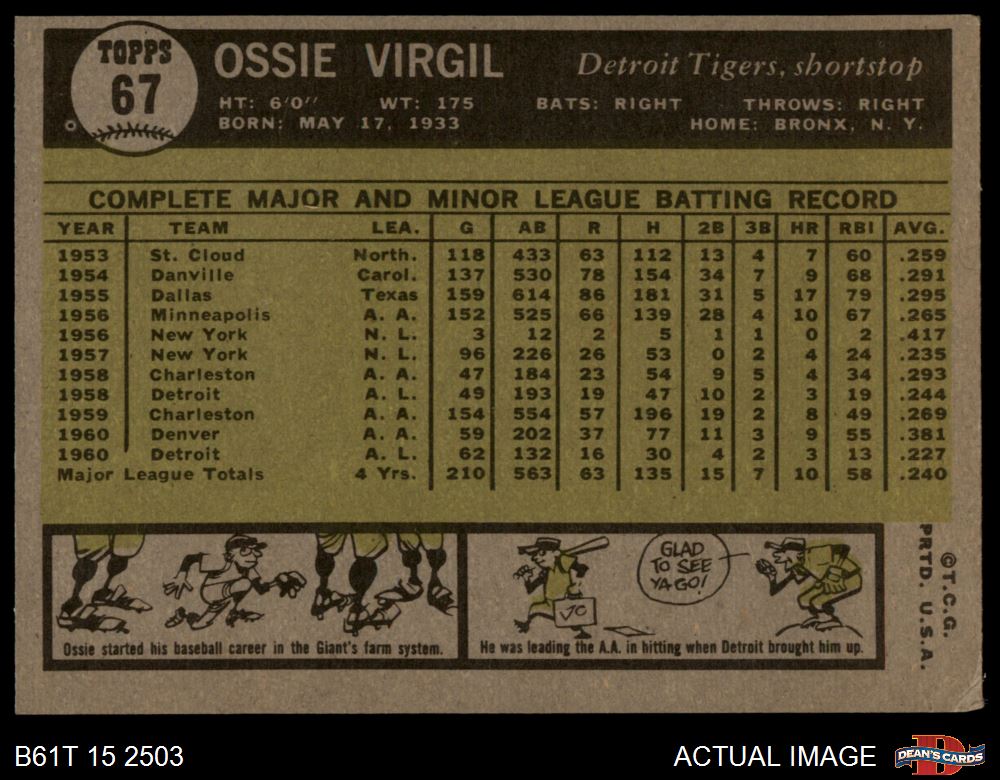 TOPPS
67
OSSIE VIRGIL
Detroit Tigers, shortstop
HT: 6'0" WT: 175 BATS: RIGHT THROWS: RIGHT
BORN: MAY 17, 1933 HOME: BRONX, N. Y.
COMPLETE MAJOR AND MINOR LEAGUE BATTING RECORD
YEAR TEAM LEA. G AB R H 2B 3B HR RBI AVG.
1953 St. Cloud North. 118 433 63 112 13 4 7 60 .259
1954 Danville Carol. 137 530 78 154 34 7 9 68 .291
1955 Dallas Texas 159 614 86 181 31 5 17 79 .295
1956 Minneapolis A. A. 152 525 66 139 28 4 10 67 .265
1956 New York N. L. 3 12 2 5 1 1 0 2 .417
1957 New York N. L. 96 226 26 53 0 2 4 24 .235
1958 Charleston A. A. 47 184 23 54 9 5 4 34 .293
1958 Detroit A. L. 49 193 19 47 10 2 3 19 .244
1959 Charleston A. A. 154 554 57 196 19 2 8 49 .269
1960 Denver A. A. 59 202 37 77 11 3 9 55 .381
1960 Detroit A. L. 62 132 16 30 4 2 3 13 .227
Major League Totals 4 Yrs. 210 563 63 135 15 7 10 58 .240
GLAD
TO SEE
YA GO!
Ossie started his baseball career in the Giant's farm system.
He was leading the A.A. in hitting when Detroit brought him up.
©T.C.G.
PRTD. U.S.A.
B61T 15 2503
ACTUAL IMAGE
DEAN'S CARDS